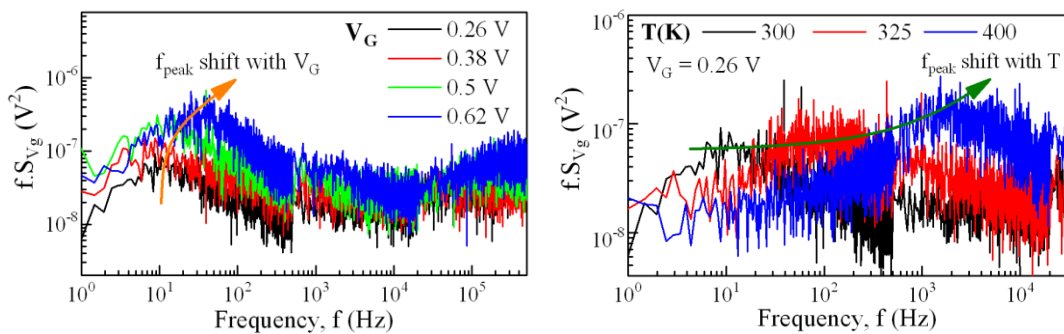 V_G
0.26 V
0.38 V
0.5 V
0.62 V
f_peak shift with V_G
10^-6
10^-7
10^-8
f.S_Vg (V^2)
10^0 10^1 10^2 10^3 10^4 10^5
Frequency, f (Hz)
T(K) 300 325 400
V_G = 0.26 V
f_peak shift with T
10^-6
10^-7
10^-8
f.S_Vg (V^2)
10^0 10^1 10^2 10^3 10^4
Frequency, f (Hz)